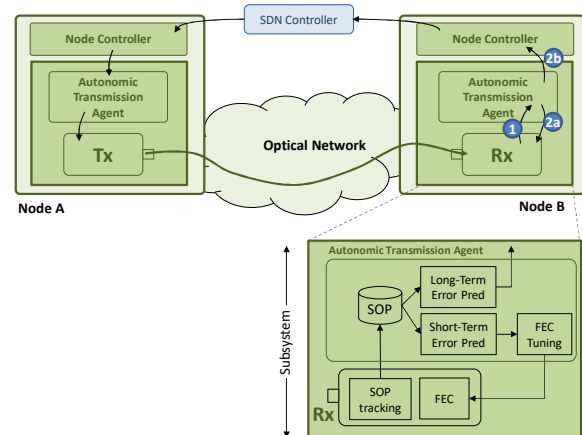 SDN Controller
Node Controller
Autonomic
Transmission
Agent
Tx
Node A
Optical Network
Node Controller
2b
Autonomic
Transmission
Agent
1
2a
Rx
Node B
Subsystem
Autonomic Transmission Agent
SOP
Long-Term
Error Pred
Short-Term
Error Pred
FEC
Tuning
SOP
tracking
FEC
Rx